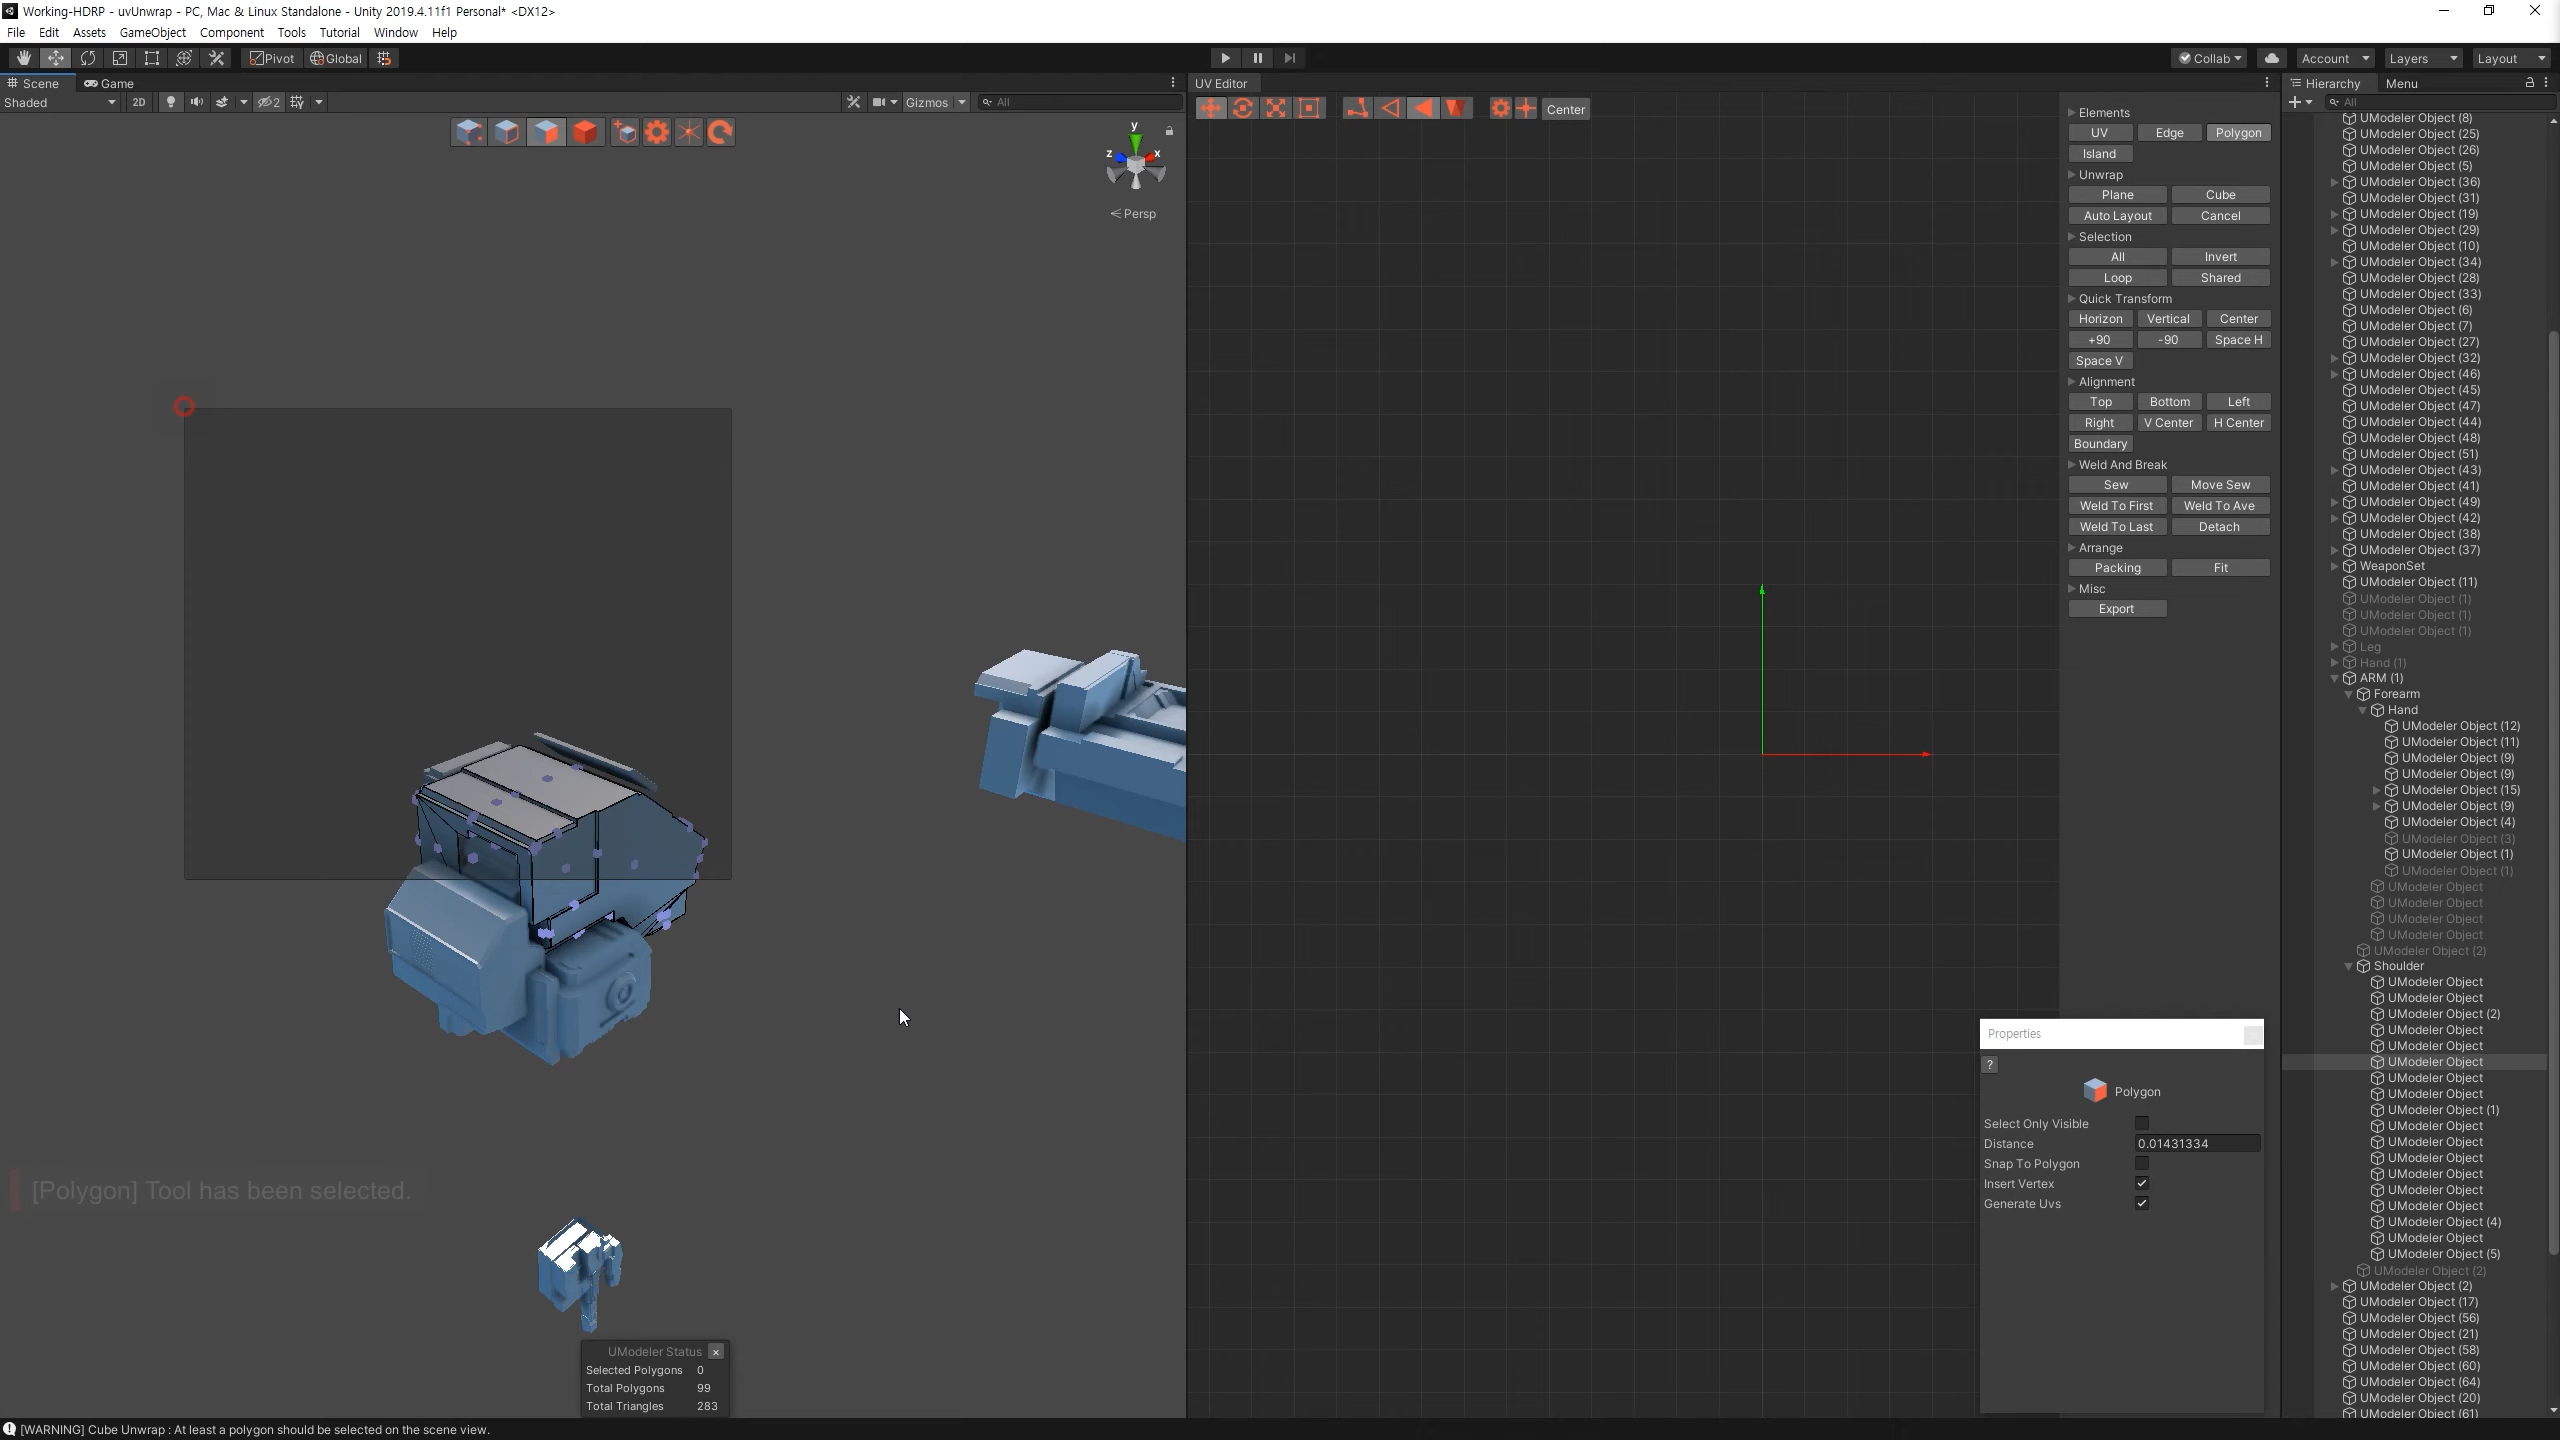 Working-HDRP - uvUnwrap - PC, Mac & Linux Standalone - Unity 2019.4.11f1 Personal* <DX12>
File Edit Assets GameObject Component Tools Tutorial Window Help
Pivot Global Collab Account Layers Layout
Scene Game
Shaded 2D 2 Gizmos All
y
z x
Persp
[Polygon] Tool has been selected.
UModeler Status
Selected Polygons 0
Total Polygons 99
Total Triangles 283
[WARNING] Cube Unwrap : At least a polygon should be selected on the scene view.
UV Editor
Center
Elements
UV Edge Polygon
Island
Unwrap
Plane Cube
Auto Layout Cancel
Selection
All Invert
Loop Shared
Quick Transform
Horizon Vertical Center
+90 -90 Space H
Space V
Alignment
Top Bottom Left
Right V Center H Center
Boundary
Weld And Break
Sew Move Sew
Weld To First Weld To Ave
Weld To Last Detach
Arrange
Packing Fit
Misc
Export
Properties
?
Polygon
Select Only Visible
Distance 0.01431334
Snap To Polygon
Insert Vertex
Generate Uvs
Hierarchy Menu
All
UModeler Object (8)
UModeler Object (25)
UModeler Object (26)
UModeler Object (5)
UModeler Object (36)
UModeler Object (31)
UModeler Object (19)
UModeler Object (29)
UModeler Object (10)
UModeler Object (34)
UModeler Object (28)
UModeler Object (33)
UModeler Object (6)
UModeler Object (7)
UModeler Object (27)
UModeler Object (32)
UModeler Object (46)
UModeler Object (45)
UModeler Object (47)
UModeler Object (44)
UModeler Object (48)
UModeler Object (51)
UModeler Object (43)
UModeler Object (41)
UModeler Object (49)
UModeler Object (42)
UModeler Object (38)
UModeler Object (37)
WeaponSet
UModeler Object (11)
UModeler Object (1)
UModeler Object (1)
UModeler Object (1)
Leg
Hand (1)
ARM (1)
Forearm
Hand
UModeler Object (12)
UModeler Object (11)
UModeler Object (9)
UModeler Object (9)
UModeler Object (15)
UModeler Object (9)
UModeler Object (4)
UModeler Object (3)
UModeler Object (1)
UModeler Object (1)
UModeler Object
UModeler Object
UModeler Object
UModeler Object
UModeler Object (2)
Shoulder
UModeler Object
UModeler Object
UModeler Object (2)
UModeler Object
UModeler Object
UModeler Object
UModeler Object
UModeler Object
UModeler Object (1)
UModeler Object
UModeler Object
UModeler Object
UModeler Object
UModeler Object
UModeler Object
UModeler Object (4)
UModeler Object
UModeler Object (5)
UModeler Object (2)
UModeler Object (2)
UModeler Object (17)
UModeler Object (56)
UModeler Object (21)
UModeler Object (58)
UModeler Object (60)
UModeler Object (64)
UModeler Object (20)
UModeler Object (61)